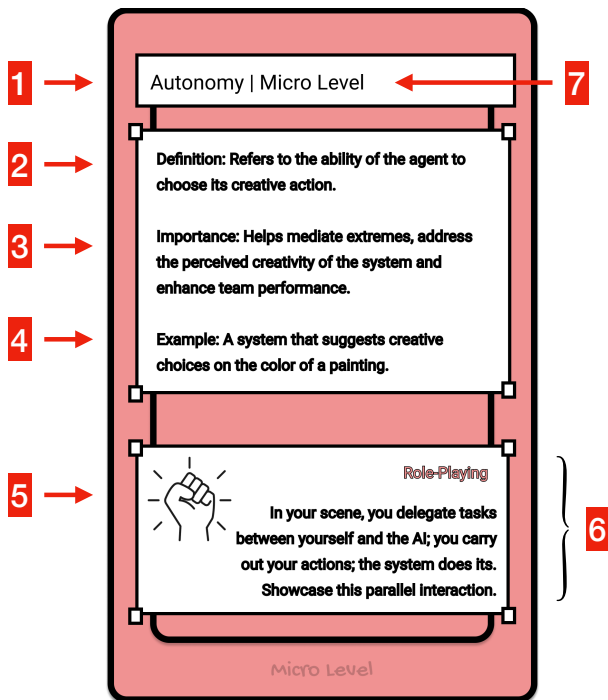 1
7
Autonomy | Micro Level
2
Definition: Refers to the ability of the agent to
choose its creative action.
3
Importance: Helps mediate extremes, address
the perceived creativity of the system and
enhance team performance.
4
Example: A system that suggests creative
choices on the color of a painting.
5
Role-Playing
In your scene, you delegate tasks
between yourself and the AI; you carry
out your actions; the system does its.
Showcase this parallel interaction.
6
Micro Level